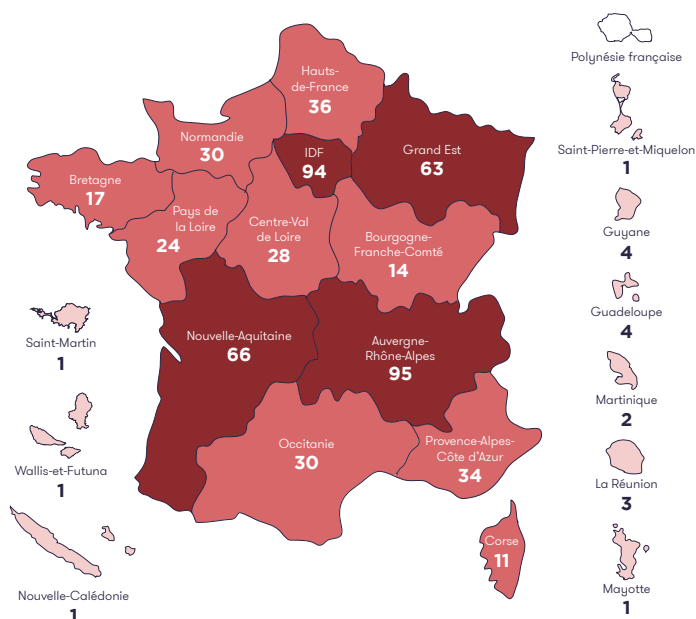 Hauts-
de-France
36
Normandie
30
IDF
94
Grand Est
63
Bretagne
17
Pays de
la Loire
24
Centre-Val
de Loire
28
Bourgogne-
Franche-Comté
14
Nouvelle-Aquitaine
66
Auvergne-
Rhône-Alpes
95
Occitanie
30
Provence-Alpes-
Côte d'Azur
34
Corse
11
Saint-Martin
1
Wallis-et-Futuna
1
Nouvelle-Calédonie
1
Polynésie française
Saint-Pierre-et-Miquelon
1
Guyane
4
Guadeloupe
4
Martinique
2
La Réunion
3
Mayotte
1